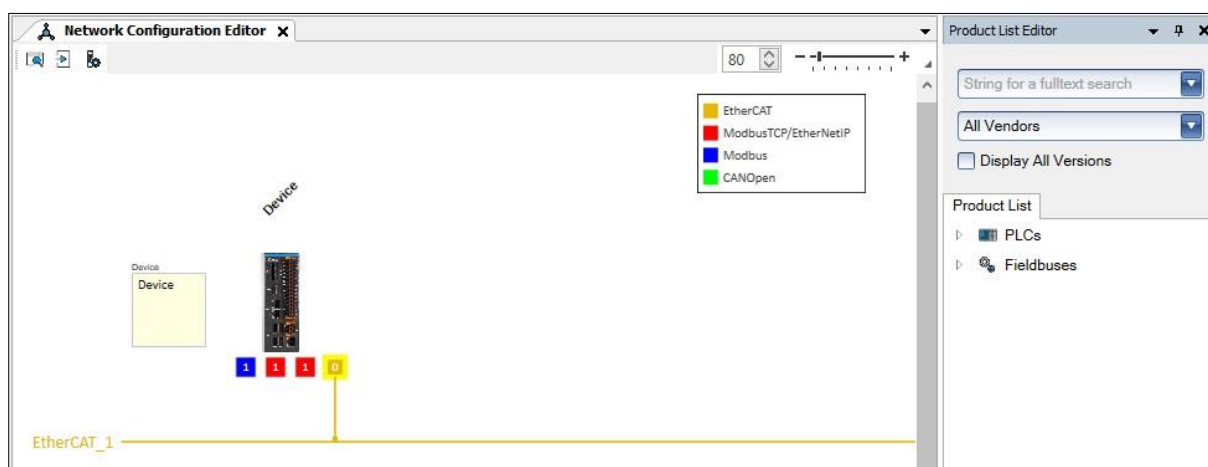 Network Configuration Editor
Product List Editor
80
String for a fulltext search
All Vendors
Display All Versions
Product List
PLCs
Fieldbuses
EtherCAT
ModbusTCP/EtherNetIP
Modbus
CANOpen
Device
Device
Device
1 1 1 0
EtherCAT_1